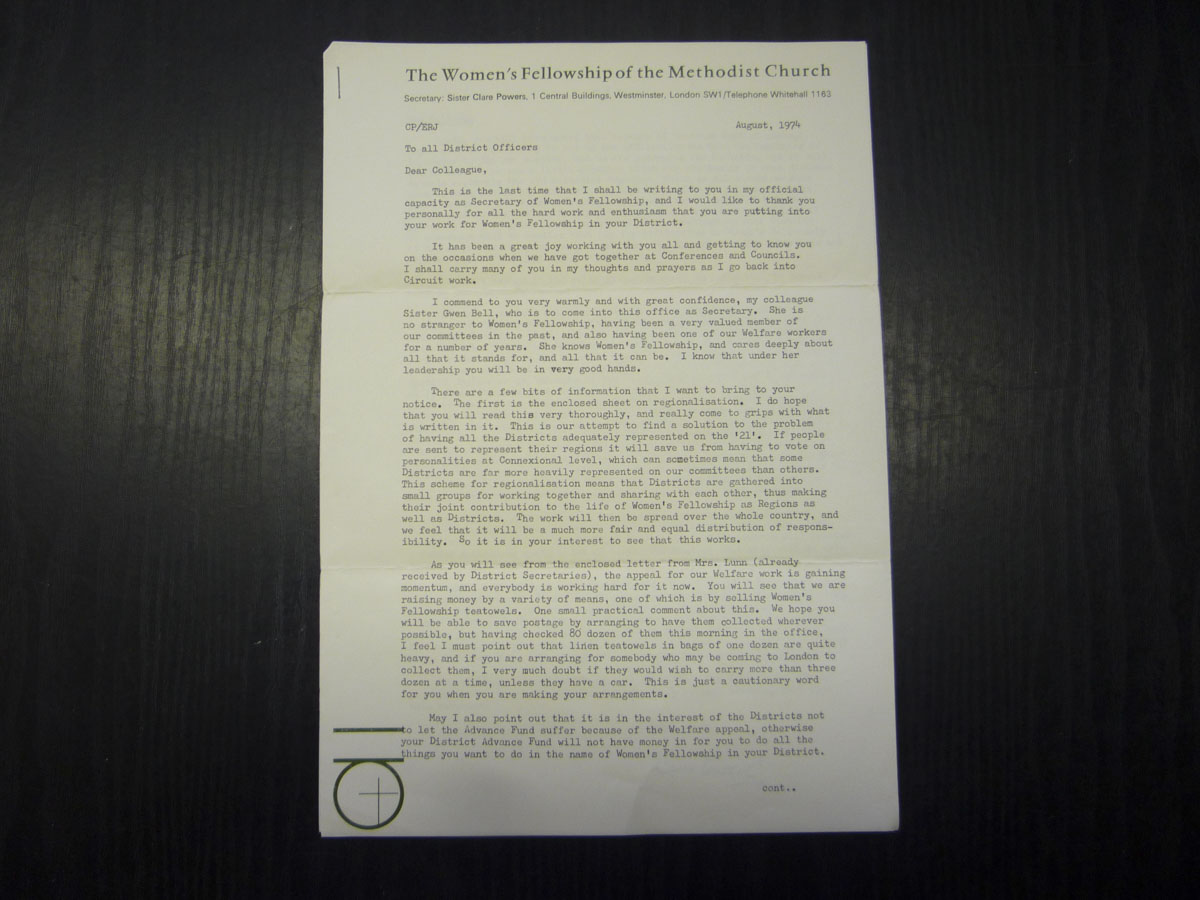 The Women's Fellowship of the Methodist Church
Secretary: Sister Clare Powers, 1 Central Buildings, Westminster, London SW1/Telephone Whitehall 1163
CP/ERJ August, 1974
To all District Officers
Dear Colleague,
This is the last time that I shall be writing to you in my official
capacity as Secretary of Women's Fellowship, and I would like to thank you
personally for all the hard work and enthusiasm that you are putting into
your work for Women's Fellowship in your District.
It has been a great joy working with you all and getting to know you
on the occasions when we have got together at Conferences and Councils.
I shall carry many of you in my thoughts and prayers as I go back into
Circuit work.
I commend to you very warmly and with great confidence, my colleague
Sister Gwen Bell, who is to come into this office as Secretary. She is
no stranger to Women's Fellowship, having been a very valued member of
our committees in the past, and also having been one of our Welfare workers
for a number of years. She knows Women's Fellowship, and cares deeply about
all that it stands for, and all that it can be. I know that under her
leadership you will be in very good hands.
There are a few bits of information that I want to bring to your
notice. The first is the enclosed sheet on regionalisation. I do hope
that you will read this very thoroughly, and really come to grips with what
is written in it. This is our attempt to find a solution to the problem
of having all the Districts adequately represented on the '21'. If people
are sent to represent their regions it will save us from having to vote on
personalities at Connexional level, which can sometimes mean that some
Districts are far more heavily represented on our committees than others.
This scheme for regionalisation means that Districts are gathered into
small groups for working together and sharing with each other, thus making
their joint contribution to the life of Women's Fellowship as Regions as
well as Districts. The work will then be spread over the whole country, and
we feel that it will be a much more fair and equal distribution of respons-
ibility. So it is in your interest to see that this works.
As you will see from the enclosed letter from Mrs. Lunn (already
received by District Secretaries), the appeal for our Welfare work is gaining
momentum, and everybody is working hard for it now. You will see that we are
raising money by a variety of means, one of which is by selling Women's
Fellowship teatowels. One small practical comment about this. We hope you
will be able to save postage by arranging to have them collected wherever
possible, but having checked 80 dozen of them this morning in the office,
I feel I must point out that linen teatowels in bags of one dozen are quite
heavy, and if you are arranging for somebody who may be coming to London to
collect them, I very much doubt if they would wish to carry more than three
dozen at a time, unless they have a car. This is just a cautionary word
for you when you are making your arrangements.
May I also point out that it is in the interest of the Districts not
to let the Advance Fund suffer because of the Welfare appeal, otherwise
your District Advance Fund will not have money in for you to do all the
things you want to do in the name of Women's Fellowship in your District.
cont..